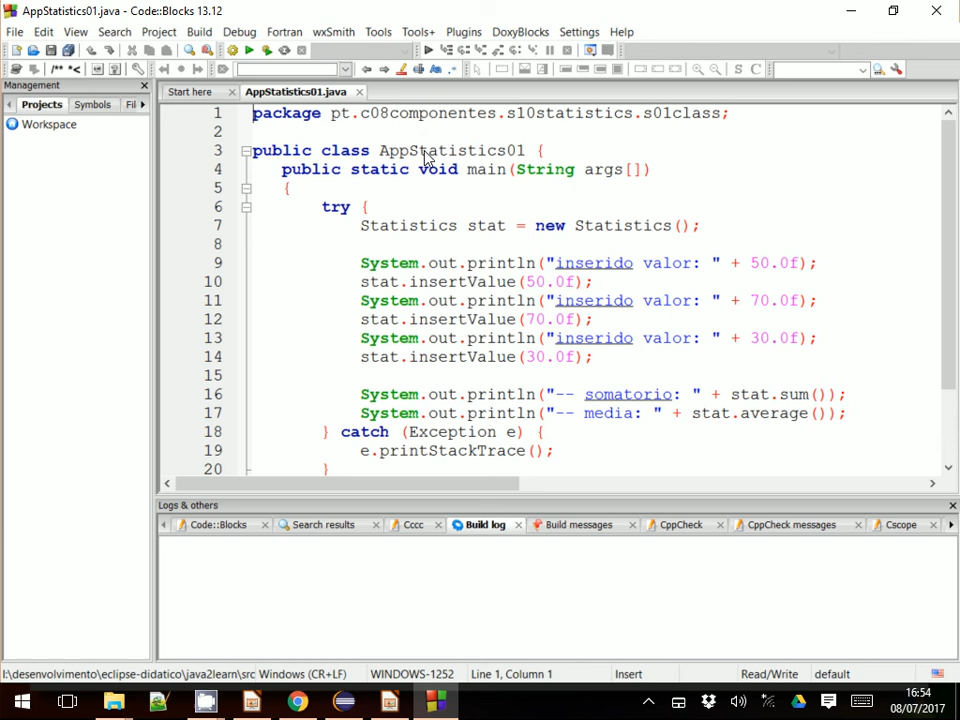 AppStatistics01.java - Code::Blocks 13.12
File Edit View Search Project Build Debug Fortran wxSmith Tools Tools+ Plugins DoxyBlocks Settings Help
/** *<
S C
Management
Start here AppStatistics01.java
Projects Symbols Fil
Workspace
1 package pt.c08componentes.s10statistics.s01class;
2
3 public class AppStatistics01 {
4 public static void main(String args[])
5 {
6 try {
7 Statistics stat = new Statistics();
8
9 System.out.println("inserido valor: " + 50.0f);
10 stat.insertValue(50.0f);
11 System.out.println("inserido valor: " + 70.0f);
12 stat.insertValue(70.0f);
13 System.out.println("inserido valor: " + 30.0f);
14 stat.insertValue(30.0f);
15
16 System.out.println("-- somatorio: " + stat.sum());
17 System.out.println("-- media: " + stat.average());
18 } catch (Exception e) {
19 e.printStackTrace();
20 }
Logs & others
Code::Blocks Search results Cccc Build log Build messages CppCheck CppCheck messages Cscope
I:\desenvolvimento\eclipse-didatico\java2learn\src Windows (CR+LF) WINDOWS-1252 Line 1, Column 1 Insert Read/Write default
16:54
08/07/2017